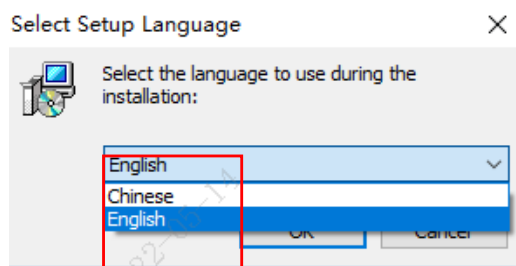 Select Setup Language
Select the language to use during the
installation:
English
Chinese
English
OK
Cancel